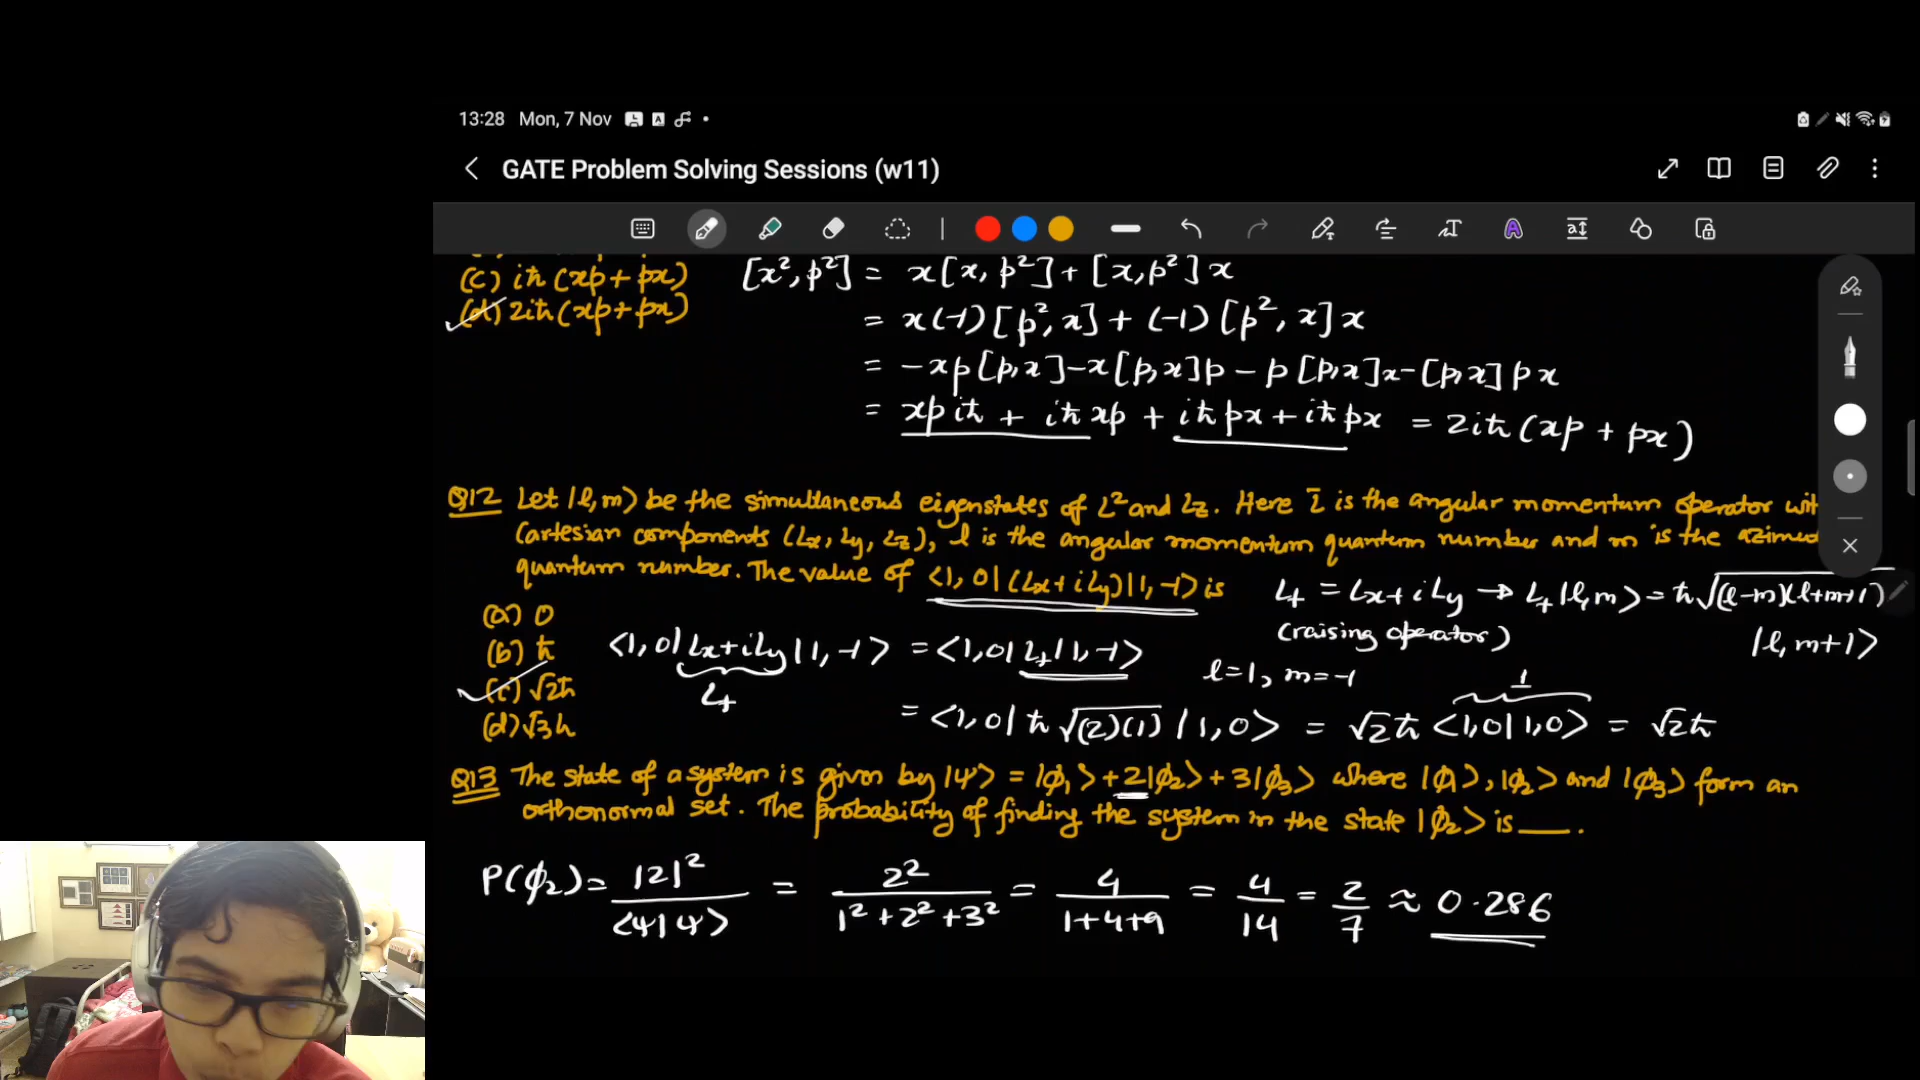 13:28 Mon, 7 Nov
GATE Problem Solving Sessions (w11)
(c) iħ(xp+px)
(d) 2iħ(xp+px)
[x², p²] = x[x, p²] + [x, p²] x
= x(-1)[p², x] + (-1)[p², x] x
= -xp[p,x] - x[p,x]p - p[p,x]x - [p,x]px
= xp iħ + iħ xp + iħ px + iħ px = 2iħ(xp + px)
Q12 Let |l,m> be the simultaneous eigenstates of L² and Lz. Here L is the angular momentum operator wit
Cartesian components (Lx, Ly, Lz), l is the angular momentum quantum number and m is the azimu
quantum number. The value of <1,0|(Lx+iLy)|1,-1> is
(a) 0
(b) ħ
(c) √2ħ
(d) √3ħ
L+ = Lx+iLy → L+|l,m> = ħ√(l-m)(l+m+1)
(raising operator) |l, m+1>
<1,0|Lx+iLy|1,-1> = <1,0|L+|1,-1>
L+
l=1, m=-1
1
= <1,0|ħ√(2)(1)|1,0> = √2ħ <1,0|1,0> = √2ħ
Q13 The state of a system is given by |ψ> = |ϕ₁> + 2|ϕ₂> + 3|ϕ₃> where |ϕ₁>, |ϕ₂> and |ϕ₃> form an
orthonormal set. The probability of finding the system in the state |ϕ₂> is ___.
P(ϕ₂) = |2|²/<ψ|ψ> = 2²/(1²+2²+3²) = 4/(1+4+9) = 4/14 = 2/7 ≈ 0.286